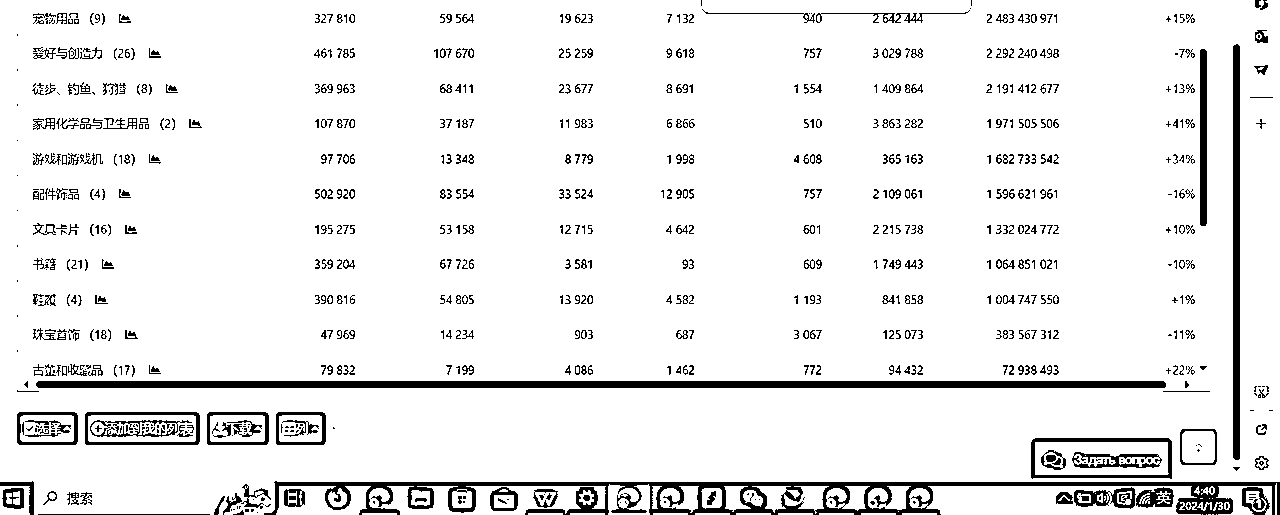 宠物用品 (9) 327 810 59 564 19 623 7 132 940 2 642 444 2 483 430 971 +15%
爱好与创造力 (26) 461 785 107 670 25 259 9 618 757 3 029 788 2 292 240 498 -7%
徒步、钓鱼、狩猎 (8) 369 963 68 411 23 677 8 691 1 554 1 409 864 2 191 412 677 +13%
家用化学品与卫生用品 (2) 107 870 37 187 11 983 6 866 510 3 863 282 1 971 505 506 +41%
游戏和游戏机 (18) 97 706 13 348 8 779 1 998 4 608 365 163 1 682 733 542 +34%
配件饰品 (4) 502 920 83 554 33 524 12 905 757 2 109 061 1 596 621 961 -16%
文具卡片 (16) 195 275 53 158 12 715 4 642 601 2 215 738 1 332 024 772 +10%
书籍 (21) 359 204 67 726 3 581 93 609 1 749 443 1 064 851 021 -10%
鞋履 (4) 390 816 54 805 13 920 4 582 1 193 841 858 1 004 747 550 +1%
珠宝首饰 (18) 47 969 14 234 903 687 3 067 125 073 383 567 312 -11%
古董和收藏品 (17) 79 832 7 199 4 086 1 462 772 94 432 72 938 493 +22%
选择 添加到我的列表 下载 列
Задать вопрос
搜索 英 4:40
2024/1/30